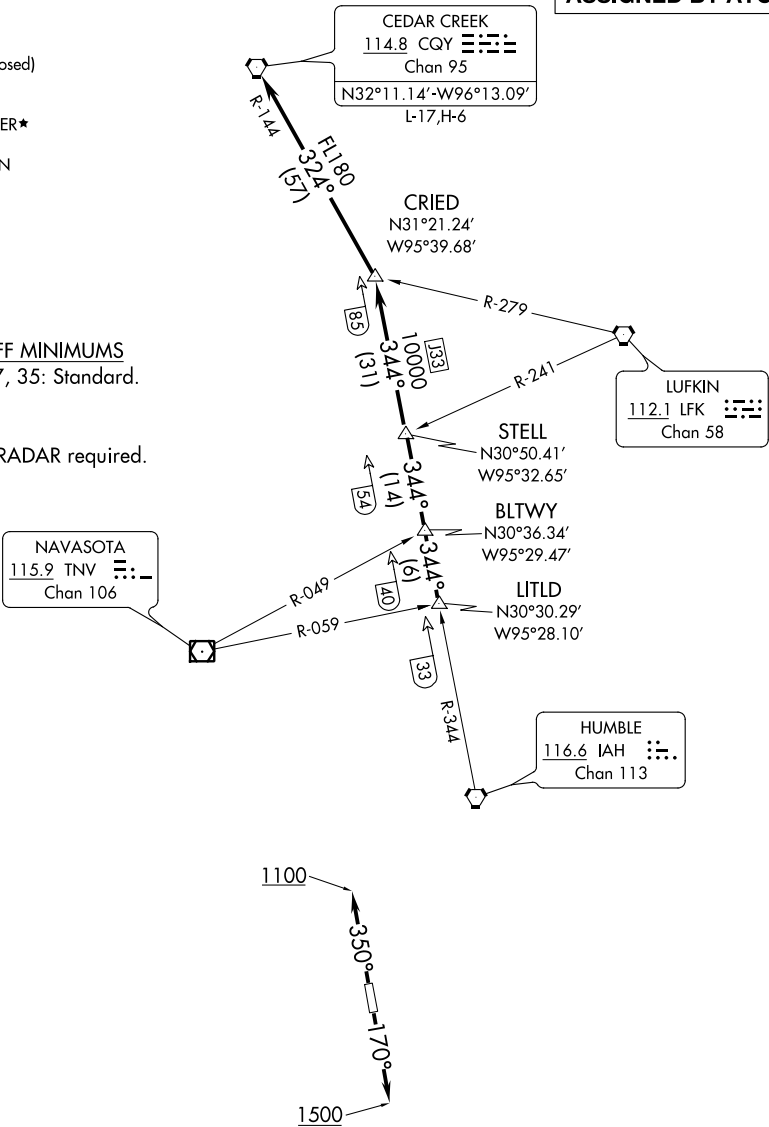 ASSIGNED BY ATC
CEDAR CREEK
114.8 CQY
Chan 95
N32°11.14'-W96°13.09'
L-17,H-6
osed)
ER★
N
R-144
FL180
324°
(57)
CRIED
N31°21.24'
W95°39.68'
85
R-279
J33
10000
344°
(31)
R-241
LUFKIN
112.1 LFK
Chan 58
FF MINIMUMS
7, 35: Standard.
RADAR required.
STELL
N30°50.41'
W95°32.65'
54
344°
(14)
BLTWY
N30°36.34'
W95°29.47'
NAVASOTA
115.9 TNV
Chan 106
R-049
40
344°
(6)
LITLD
N30°30.29'
W95°28.10'
R-059
33
R-344
HUMBLE
116.6 IAH
Chan 113
1100
350°
170°
1500